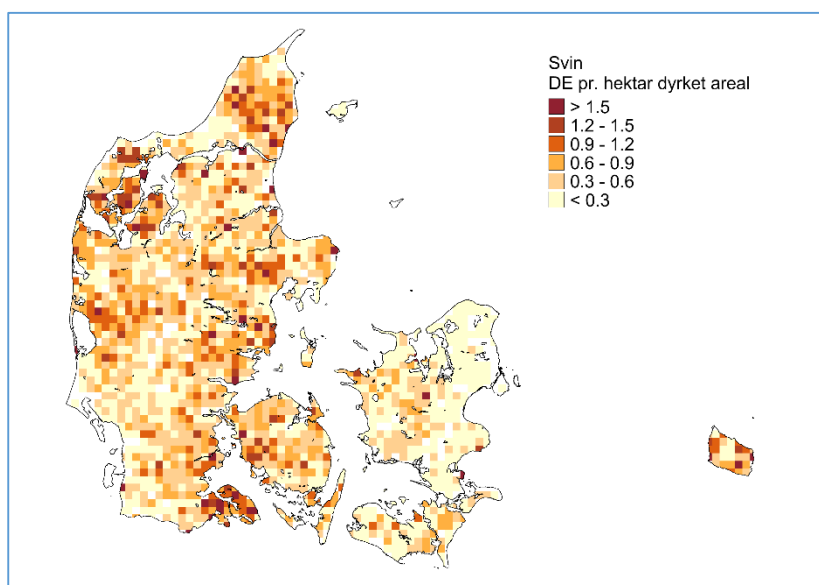 Svin
DE pr. hektar dyrket areal
> 1.5
1.2 - 1.5
0.9 - 1.2
0.6 - 0.9
0.3 - 0.6
< 0.3